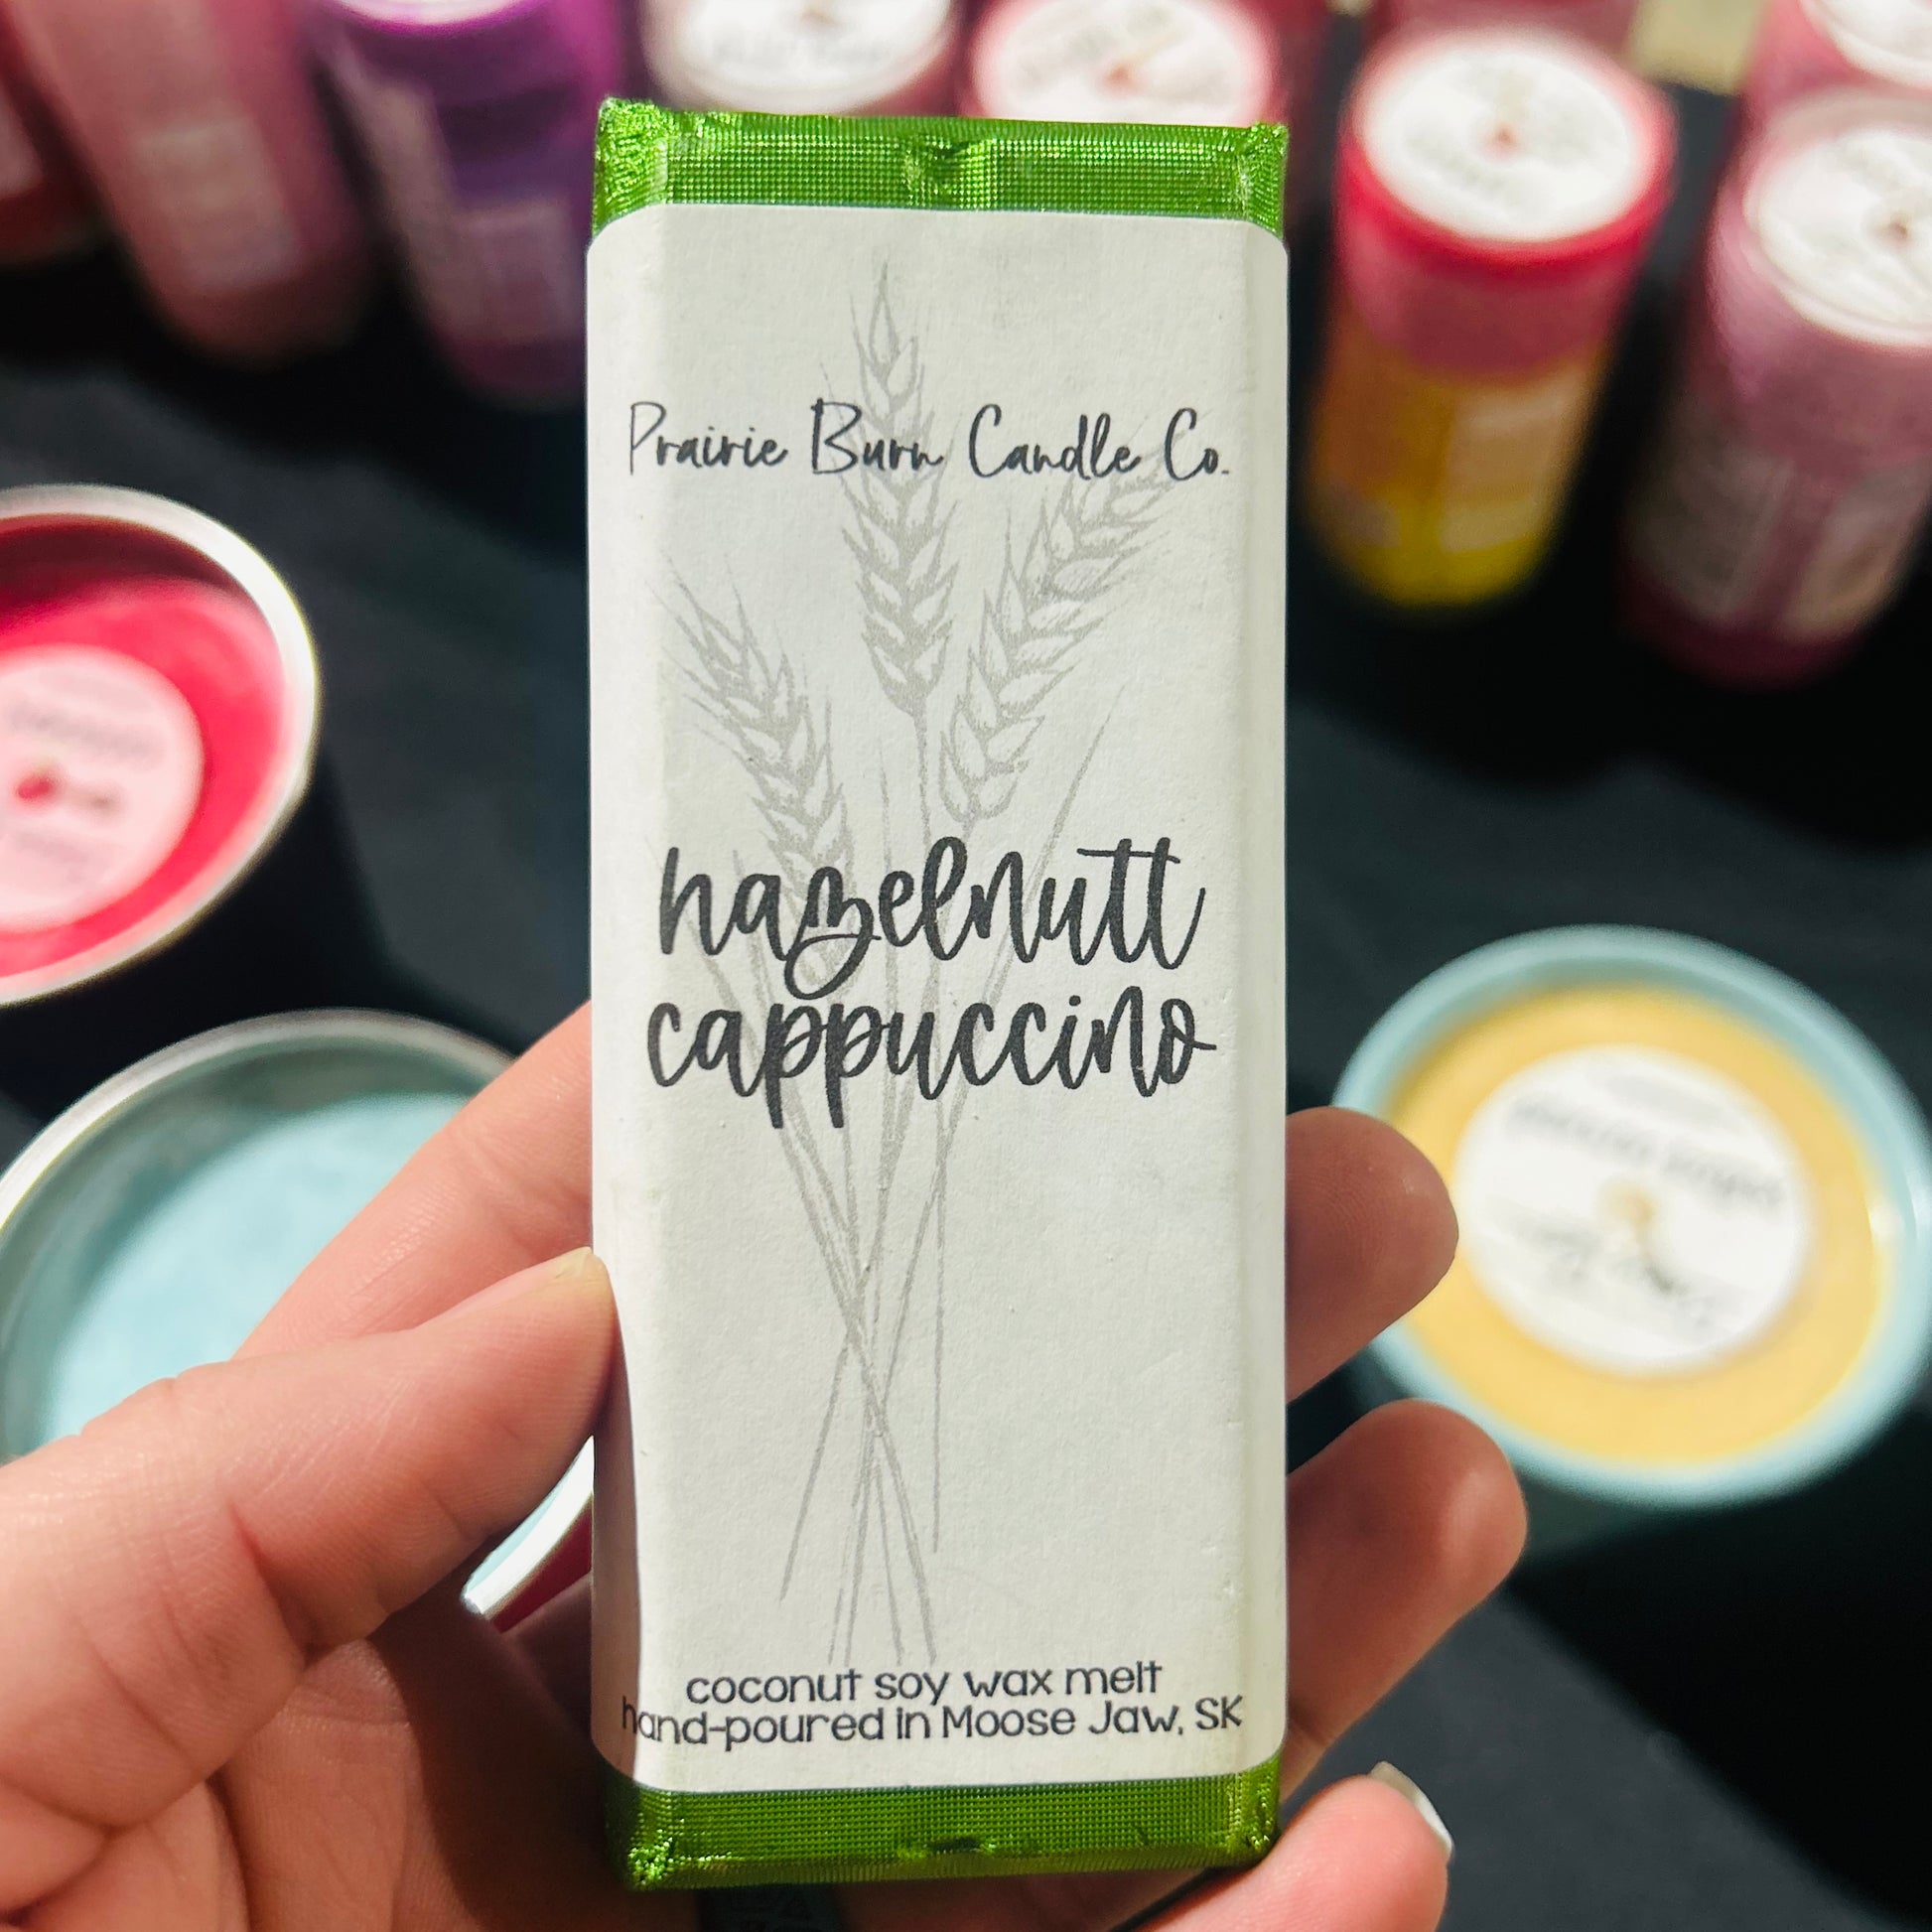 Prairie Burn Candle Co.
hazelnutt
cappuccino
coconut soy wax melt
hand-poured in Moose Jaw, SK